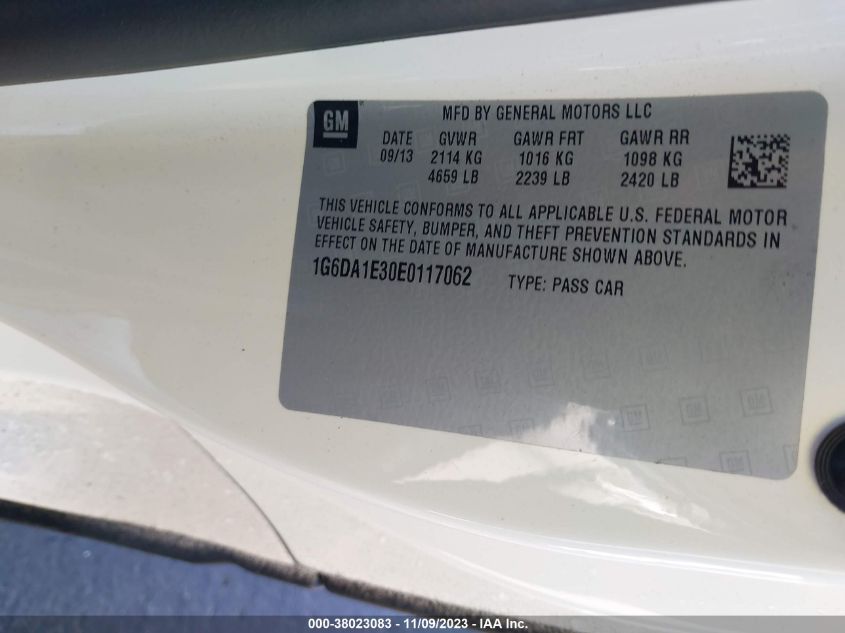 GM
MFD BY GENERAL MOTORS LLC
DATE GVWR GAWR FRT GAWR RR
09/13 2114 KG 1016 KG 1098 KG
4659 LB 2239 LB 2420 LB
THIS VEHICLE CONFORMS TO ALL APPLICABLE U.S. FEDERAL MOTOR
VEHICLE SAFETY, BUMPER, AND THEFT PREVENTION STANDARDS IN
EFFECT ON THE DATE OF MANUFACTURE SHOWN ABOVE.
1G6DA1E30E0117062 TYPE: PASS CAR
000-38023083 - 11/09/2023 - IAA Inc.